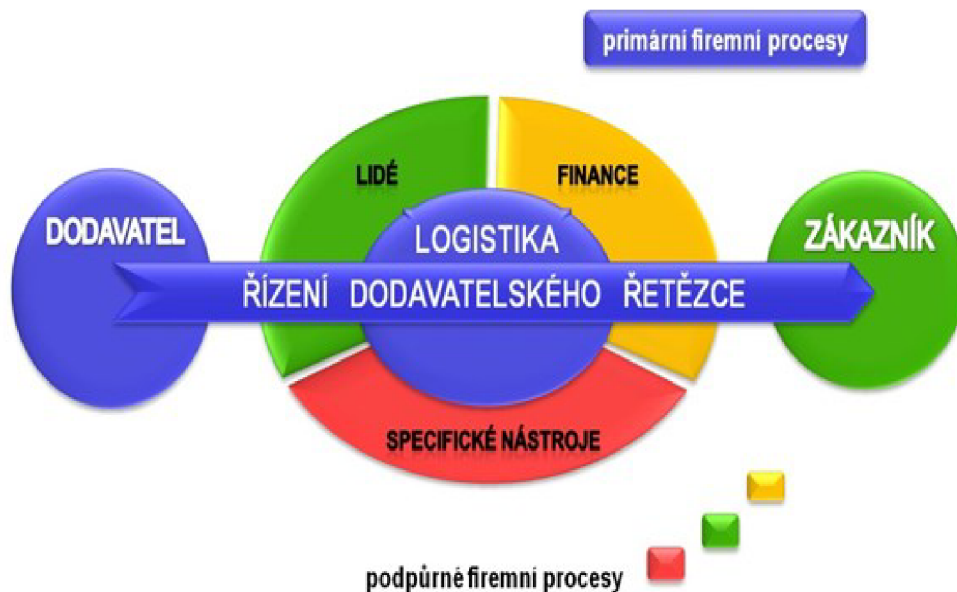 primární firemní procesy
LIDÉ
FINANCE
DODAVATEL
LOGISTIKA
ZÁKAZNÍK
ŘÍZENÍ DODAVATELSKÉHO ŘETĚZCE
SPECIFICKÉ NÁSTROJE
podpůrné firemní procesy